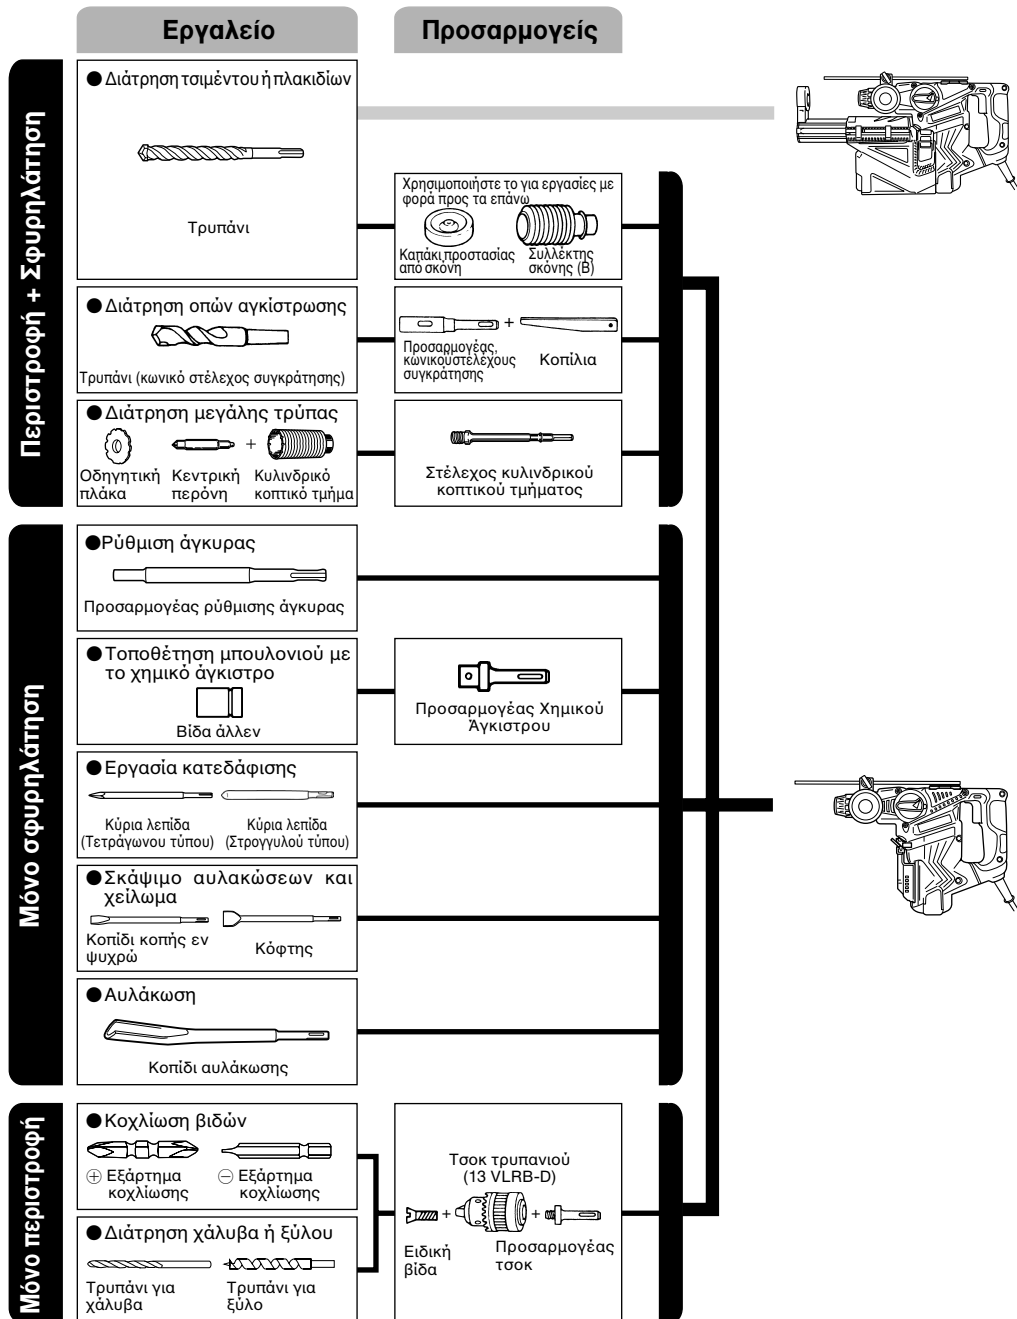 Εργαλείο
Προσαρμογείς
Περιστροφή + Σφυρηλάτηση
● Διάτρηση τσιμέντου ή πλακιδίων
Τρυπάνι
Χρησιμοποιήστε το για εργασίες με
φορά προς τα επάνω
Καπάκι προστασίας
από σκόνη
Συλλέκτης
σκόνης (B)
● Διάτρηση οπών αγκίστρωσης
Τρυπάνι (κωνικό στέλεχος συγκράτησης)
+
Προσαρμογέας,
κωνικούστελέχους
συγκράτησης
Κοπίλια
● Διάτρηση μεγάλης τρύπας
+
Οδηγητική
πλάκα
Κεντρική
περόνη
Κυλινδρικό
κοπτικό τμήμα
Στέλεχος κυλινδρικού
κοπτικού τμήματος
Μόνο σφυρηλάτηση
● Ρύθμιση άγκυρας
Προσαρμογέας ρύθμισης άγκυρας
● Τοποθέτηση μπουλονιού με
το χημικό άγκιστρο
Βίδα άλλεν
Προσαρμογέας Χημικού
Άγκιστρου
● Εργασία κατεδάφισης
Κύρια λεπίδα
(Τετράγωνου τύπου)
Κύρια λεπίδα
(Στρογγυλού τύπου)
● Σκάψιμο αυλακώσεων και
χείλωμα
Κοπίδι κοπής εν
ψυχρώ
Κόφτης
● Αυλάκωση
Κοπίδι αυλάκωσης
Μόνο περιστροφή
● Κοχλίωση βιδών
⊕ Εξάρτημα
κοχλίωσης
⊖ Εξάρτημα
κοχλίωσης
● Διάτρηση χάλυβα ή ξύλου
Τρυπάνι για
χάλυβα
Τρυπάνι για
ξύλο
Τσοκ τρυπανιού
(13 VLRB-D)
+ +
Ειδική
βίδα
Προσαρμογέας
τσοκ